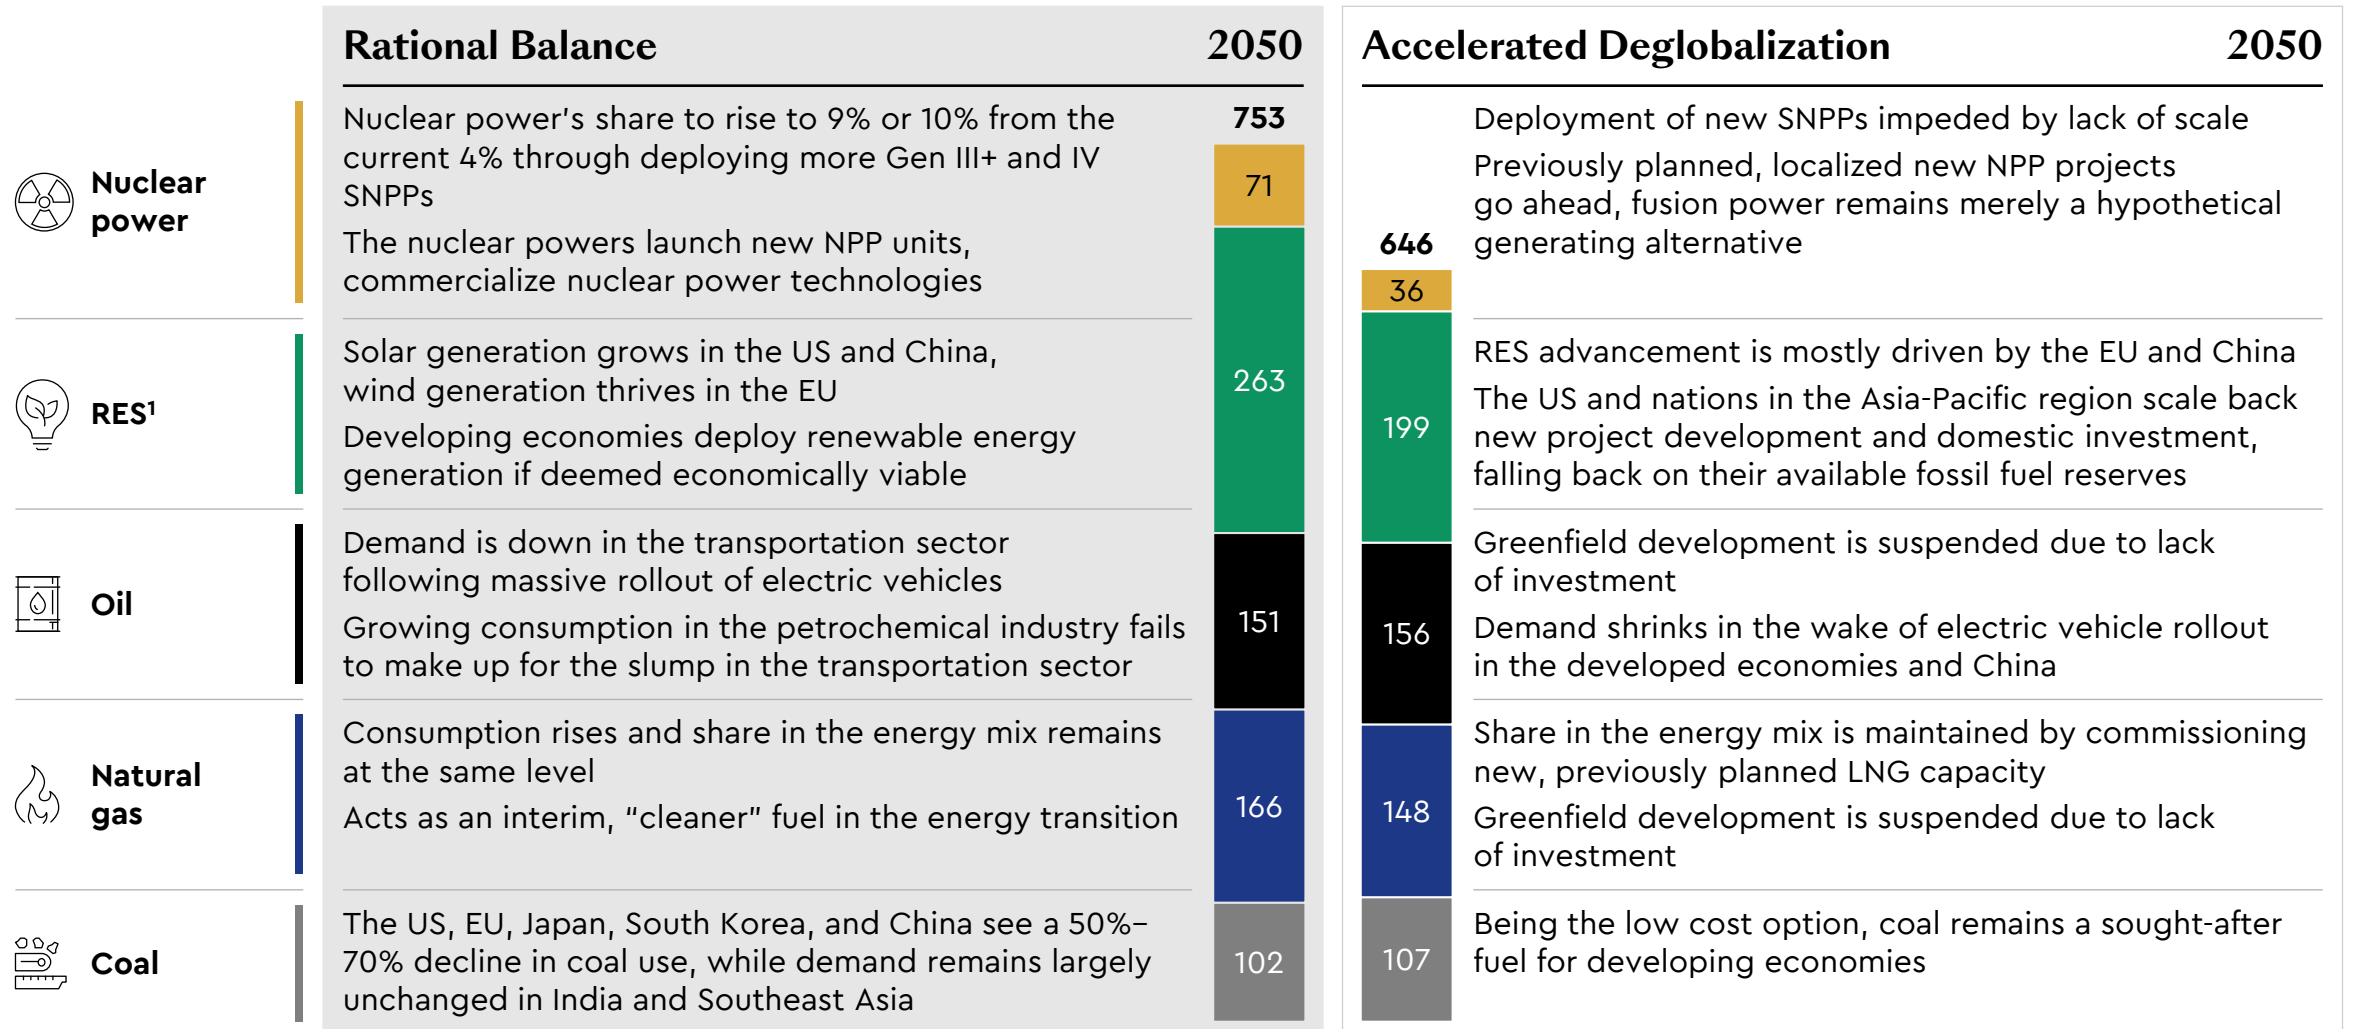 Rational Balance 2050
Accelerated Deglobalization 2050
Nuclear
power
Nuclear power's share to rise to 9% or 10% from the
current 4% through deploying more Gen III+ and IV
SNPPs
The nuclear powers launch new NPP units,
commercialize nuclear power technologies
753
71
646
36
Deployment of new SNPPs impeded by lack of scale
Previously planned, localized new NPP projects
go ahead, fusion power remains merely a hypothetical
generating alternative
RES¹
Solar generation grows in the US and China,
wind generation thrives in the EU
Developing economies deploy renewable energy
generation if deemed economically viable
263
199
RES advancement is mostly driven by the EU and China
The US and nations in the Asia-Pacific region scale back
new project development and domestic investment,
falling back on their available fossil fuel reserves
Oil
Demand is down in the transportation sector
following massive rollout of electric vehicles
Growing consumption in the petrochemical industry fails
to make up for the slump in the transportation sector
151
156
Greenfield development is suspended due to lack
of investment
Demand shrinks in the wake of electric vehicle rollout
in the developed economies and China
Natural
gas
Consumption rises and share in the energy mix remains
at the same level
Acts as an interim, “cleaner” fuel in the energy transition
166
148
Share in the energy mix is maintained by commissioning
new, previously planned LNG capacity
Greenfield development is suspended due to lack
of investment
Coal
The US, EU, Japan, South Korea, and China see a 50%–
70% decline in coal use, while demand remains largely
unchanged in India and Southeast Asia
102
107
Being the low cost option, coal remains a sought-after
fuel for developing economies